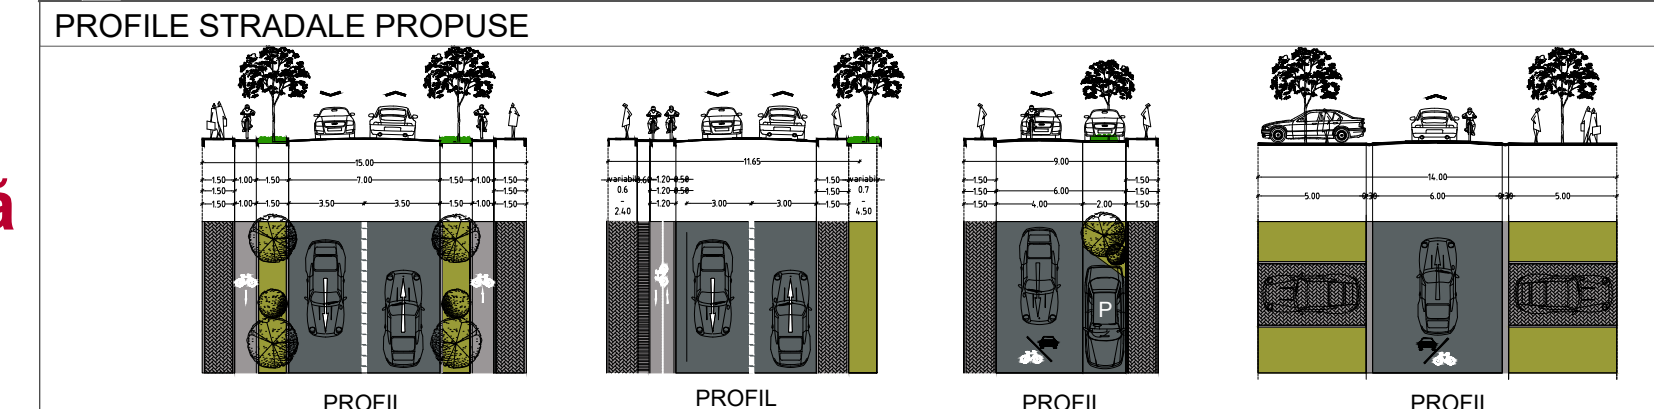 PROFILE STRADALE PROPUSE
ă
15.00
1.50 1.00 1.50 7.00 1.50 1.00 1.50
1.50 1.50 1.50 1.50
1.50 1.00 1.50 3.50 3.50 1.50 1.00 1.50
11.65
variabil 1.20 0.50 1.50 variabil
0.6 1.20 0.50 1.50 0.7
- 1.20 3.00 3.00 1.50 -
2.40 4.50
9.00
1.50 1.50
1.50 6.00 1.50
1.50 4.00 2.00 1.50
P
14.00
5.00 6.00 5.00
PROFIL
PROFIL
PROFIL
PROFIL